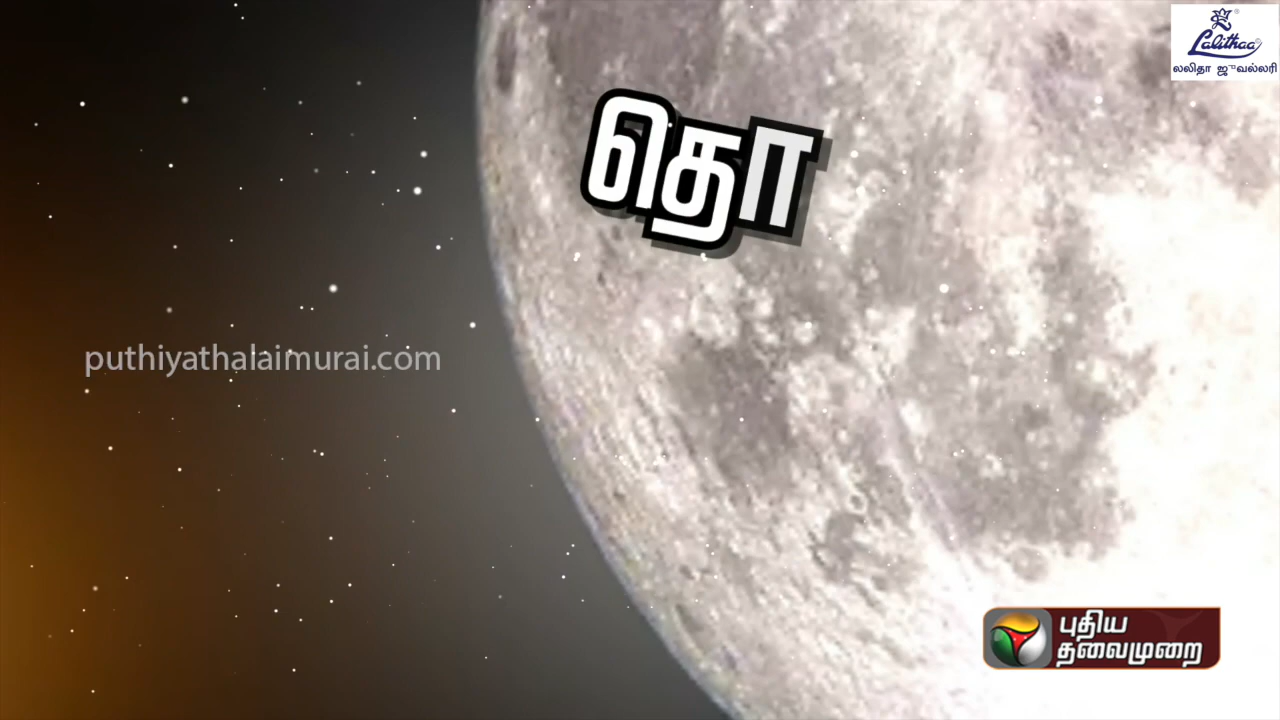 Lalithaa
லலிதா ஜுவல்லரி
தொ
puthiyathalaimurai.com
புதிய
தலைமுறை